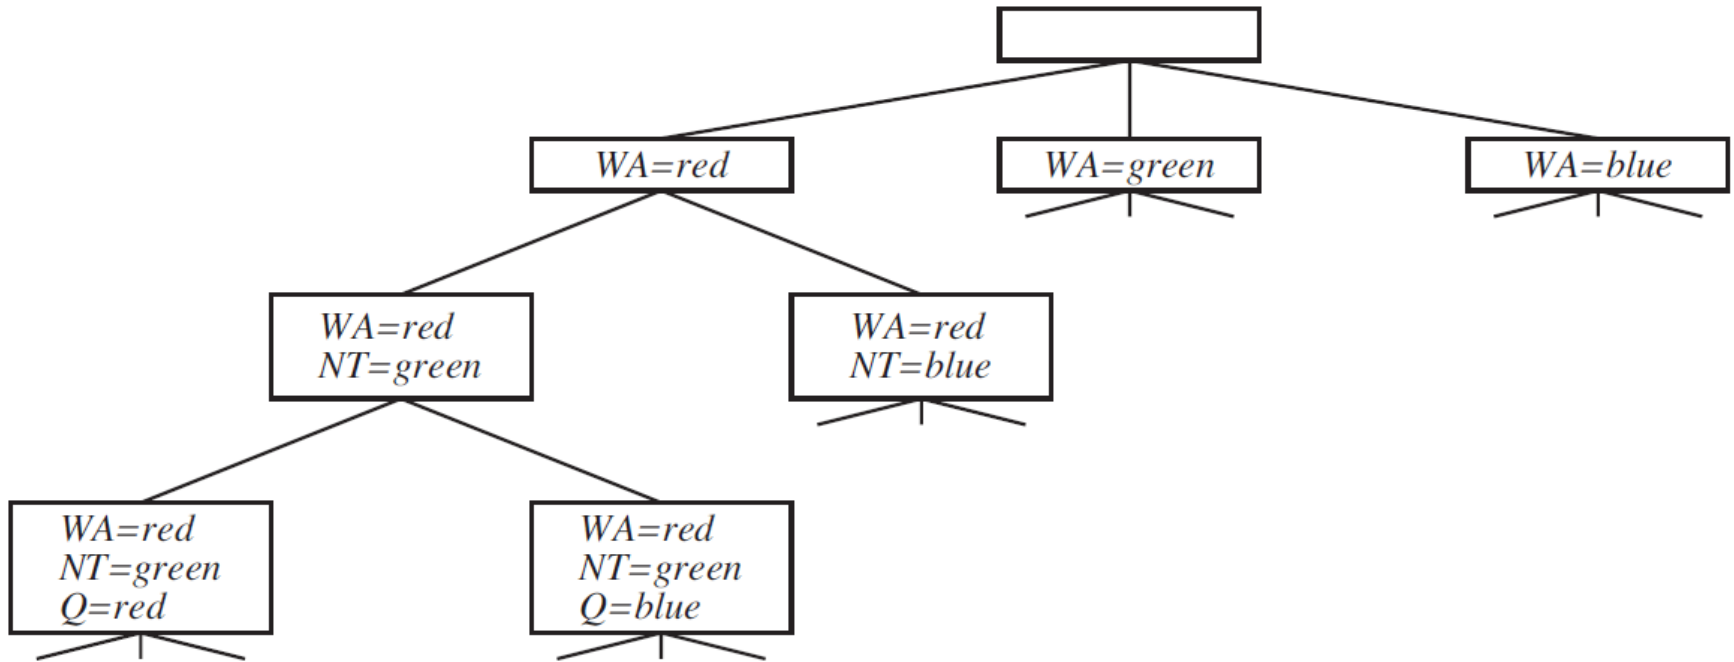 WA=red
WA=green
WA=blue
WA=red
NT=green
WA=red
NT=blue
WA=red
NT=green
Q=red
WA=red
NT=green
Q=blue